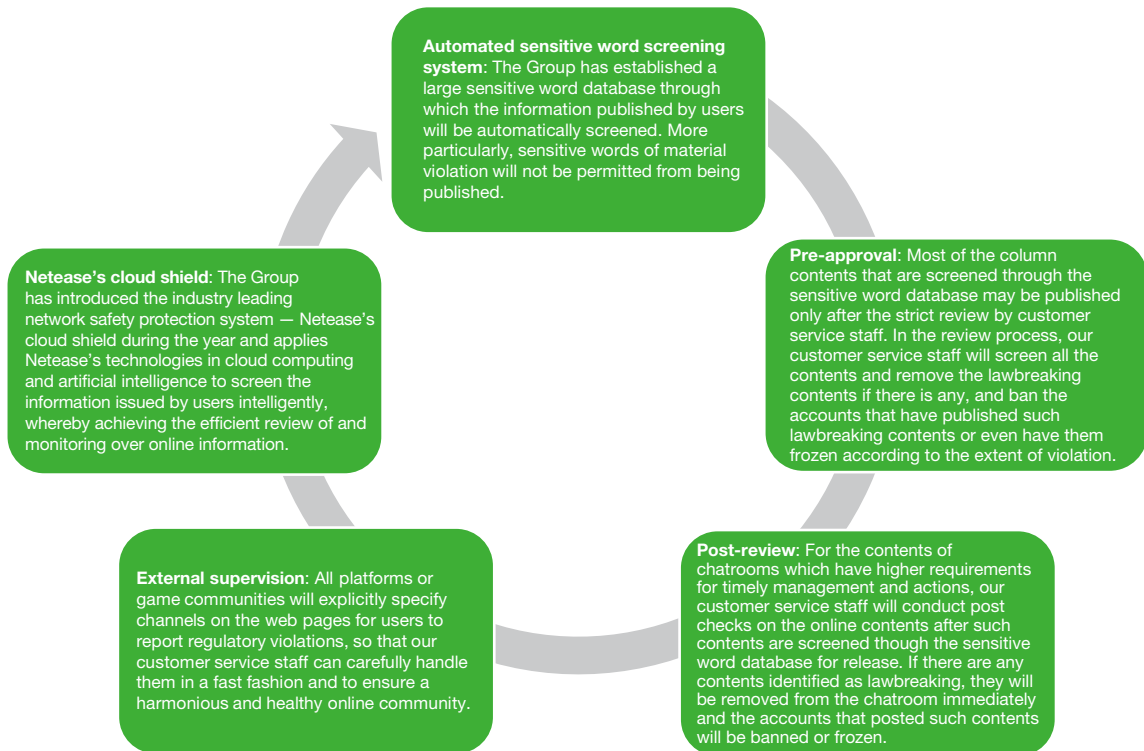 Automated sensitive word screening
system: The Group has established a
large sensitive word database through
which the information published by users
will be automatically screened. More
particularly, sensitive words of material
violation will not be permitted from being
published.
Pre-approval: Most of the column
contents that are screened through the
sensitive word database may be published
only after the strict review by customer
service staff. In the review process, our
customer service staff will screen all the
contents and remove the lawbreaking
contents if there is any, and ban the
accounts that have published such
lawbreaking contents or even have them
frozen according to the extent of violation.
Post-review: For the contents of
chatrooms which have higher requirements
for timely management and actions, our
customer service staff will conduct post
checks on the online contents after such
contents are screened though the sensitive
word database for release. If there are any
contents identified as lawbreaking, they will
be removed from the chatroom immediately
and the accounts that posted such contents
will be banned or frozen.
External supervision: All platforms or
game communities will explicitly specify
channels on the web pages for users to
report regulatory violations, so that our
customer service staff can carefully handle
them in a fast fashion and to ensure a
harmonious and healthy online community.
Netease's cloud shield: The Group
has introduced the industry leading
network safety protection system — Netease's
cloud shield during the year and applies
Netease's technologies in cloud computing
and artificial intelligence to screen the
information issued by users intelligently,
whereby achieving the efficient review of and
monitoring over online information.